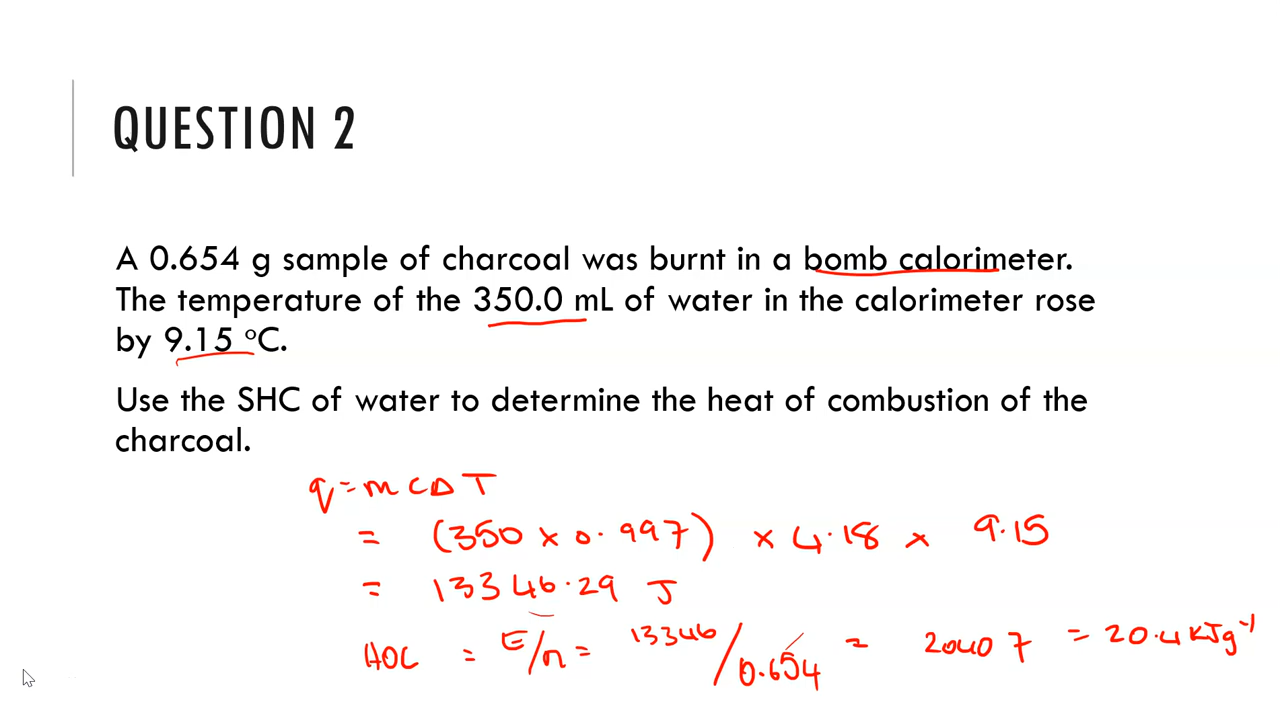 QUESTION 2
A 0.654 g sample of charcoal was burnt in a bomb calorimeter.
The temperature of the 350.0 mL of water in the calorimeter rose
by 9.15 °C.
Use the SHC of water to determine the heat of combustion of the
charcoal.
q = m c Δ T
= (350 x 0.997) x 4.18 x 9.15
= 13346.29 J
HOC = E/n = 13346/0.654 = 20407 = 20.4 kJg⁻¹